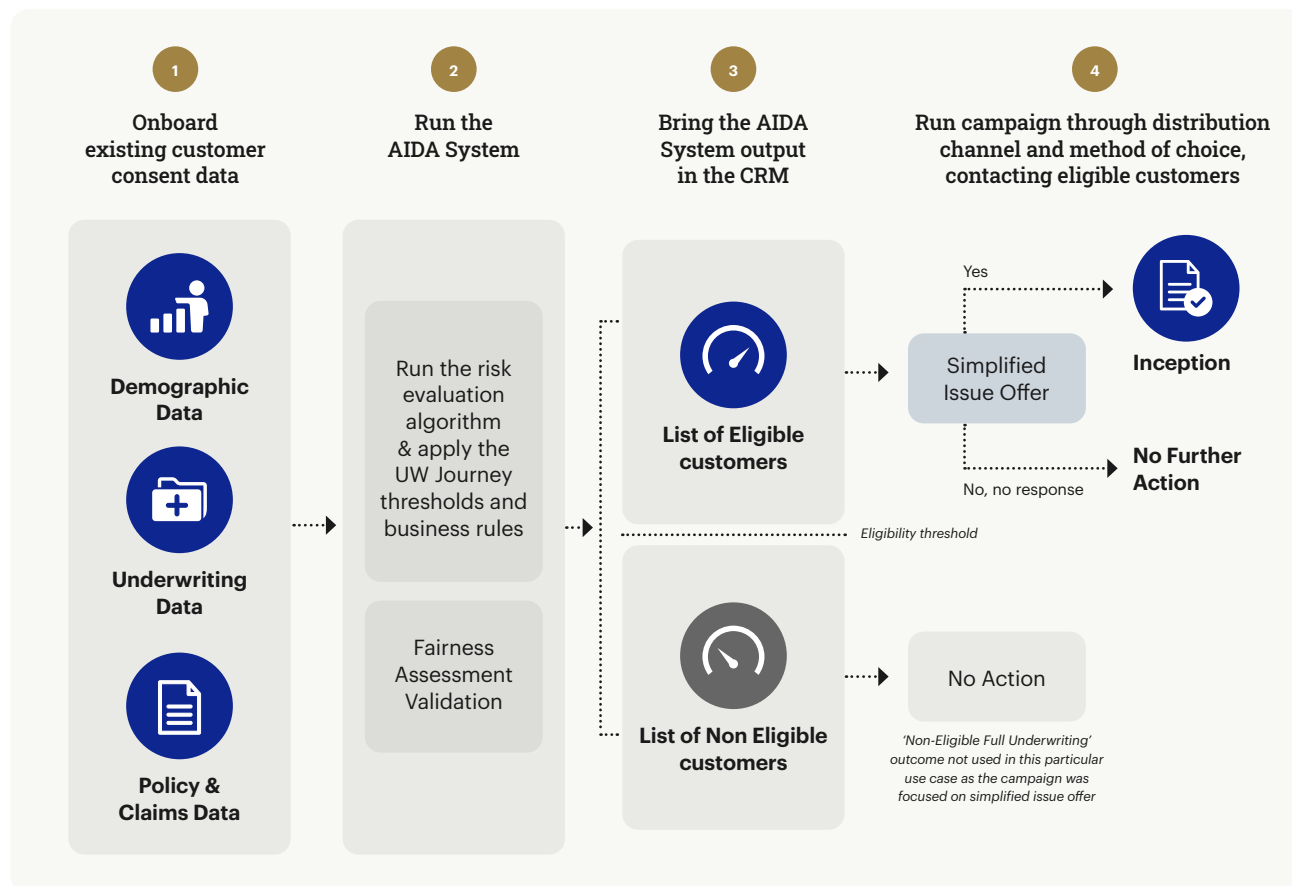 1
Onboard
existing customer
consent data
Demographic
Data
Underwriting
Data
Policy &
Claims Data
2
Run the
AIDA System
Run the risk
evaluation
algorithm
& apply the
UW Journey
thresholds and
business rules
Fairness
Assessment
Validation
3
Bring the AIDA
System output
in the CRM
List of Eligible
customers
Eligibility threshold
List of Non Eligible
customers
4
Run campaign through distribution
channel and method of choice,
contacting eligible customers
Yes
Simplified
Issue Offer
Inception
No, no response
No Further
Action
No Action
‘Non-Eligible Full Underwriting’
outcome not used in this particular
use case as the campaign was
focused on simplified issue offer